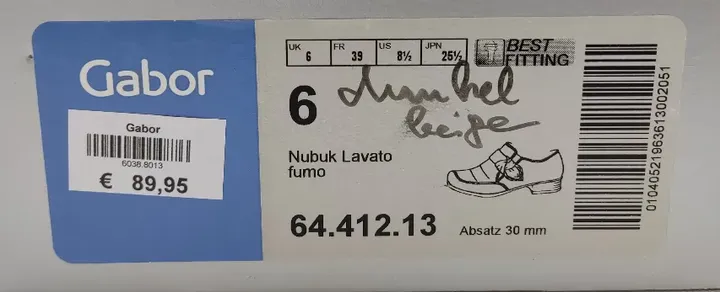 Gabor
Gabor
6038.8013
€ 89,95
UK FR US JPN
6 39 8½ 25½
BEST
FITTING
6
dunkel
beige
Nubuk Lavato
fumo
64.412.13
Absatz 30 mm
01040521963613002051